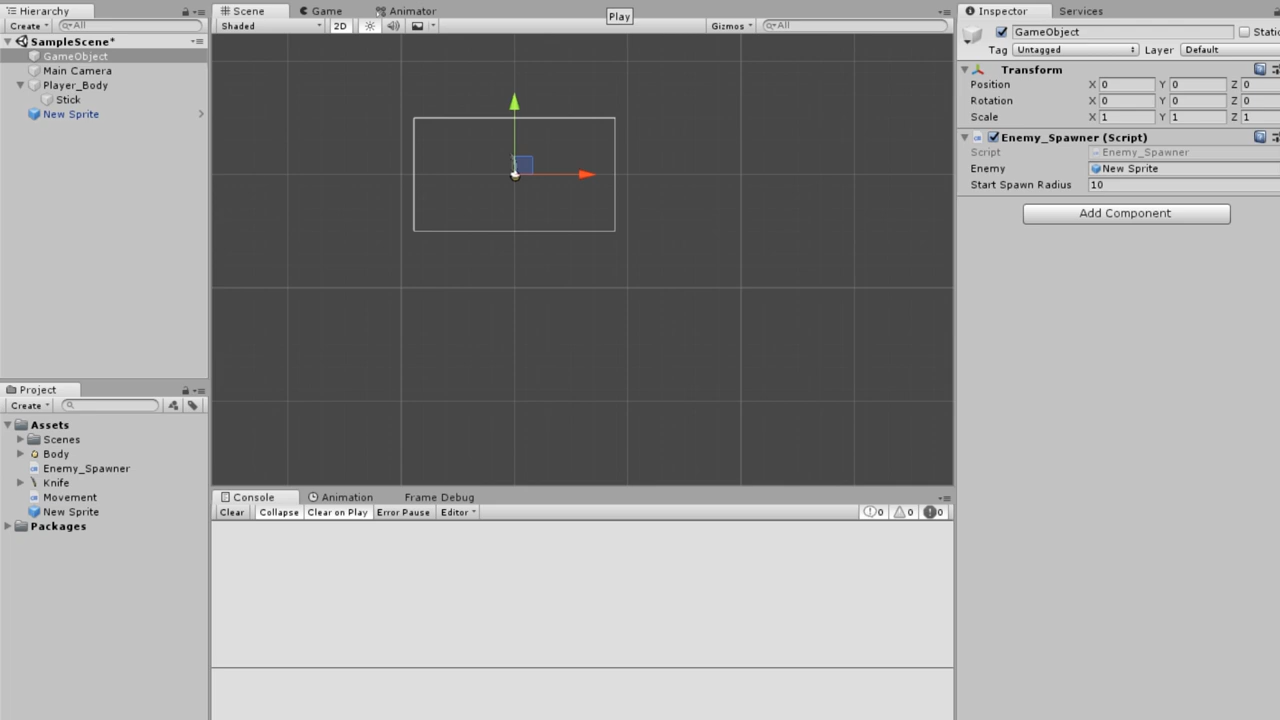 Hierarchy
Create All
SampleScene*
GameObject
Main Camera
Player_Body
Stick
New Sprite
Project
Create
Assets
Scenes
Body
Enemy_Spawner
Knife
Movement
New Sprite
Packages
Scene Game Animator
Play
Shaded 2D Gizmos All
Console Animation Frame Debug
Clear Collapse Clear on Play Error Pause Editor 0 0 0
Inspector Services
GameObject Static
Tag Untagged Layer Default
Transform
Position X 0 Y 0 Z 0
Rotation X 0 Y 0 Z 0
Scale X 1 Y 1 Z 1
Enemy_Spawner (Script)
Script Enemy_Spawner
Enemy New Sprite
Start Spawn Radius 10
Add Component